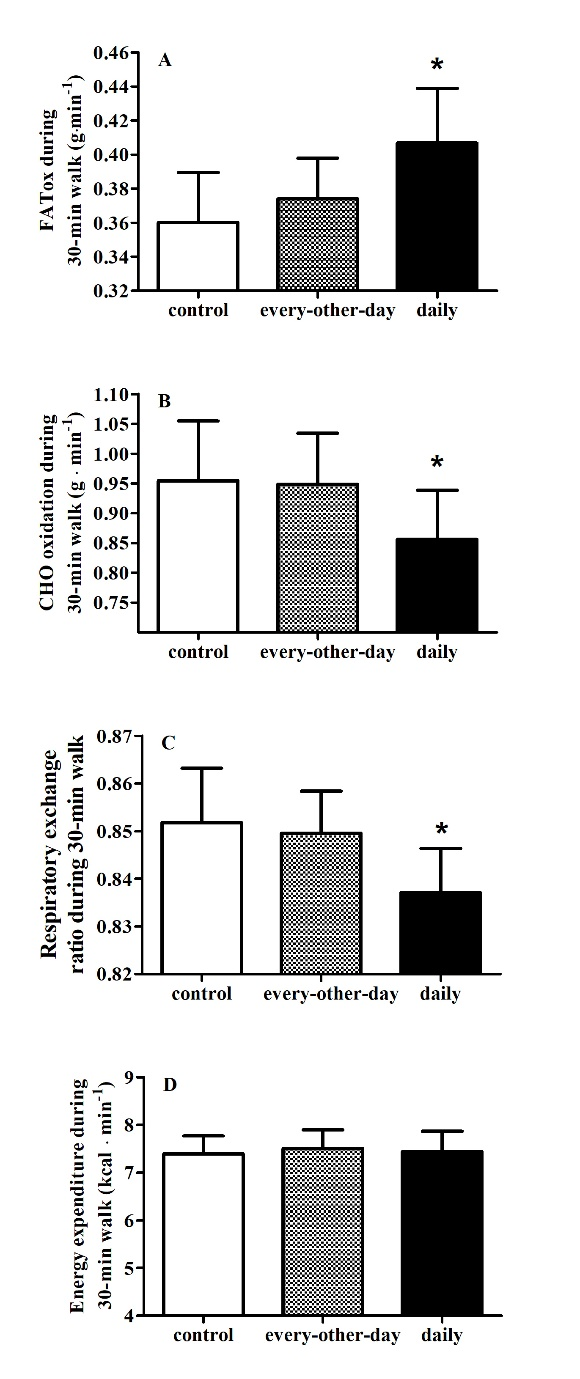 A
FATox during
30-min walk (g·min⁻¹)
0.46
0.44
0.42
0.40
0.38
0.36
0.34
0.32
*
control every-other-day daily
B
CHO oxidation during
30-min walk (g · min⁻¹)
1.10
1.05
1.00
0.95
0.90
0.85
0.80
0.75
*
control every-other-day daily
C
Respiratory exchange
ratio during 30-min walk
0.87
0.86
0.85
0.84
0.83
0.82
*
control every-other-day daily
D
Energy expenditure during
30-min walk (kcal · min⁻¹)
9
8
7
6
5
4
control every-other-day daily